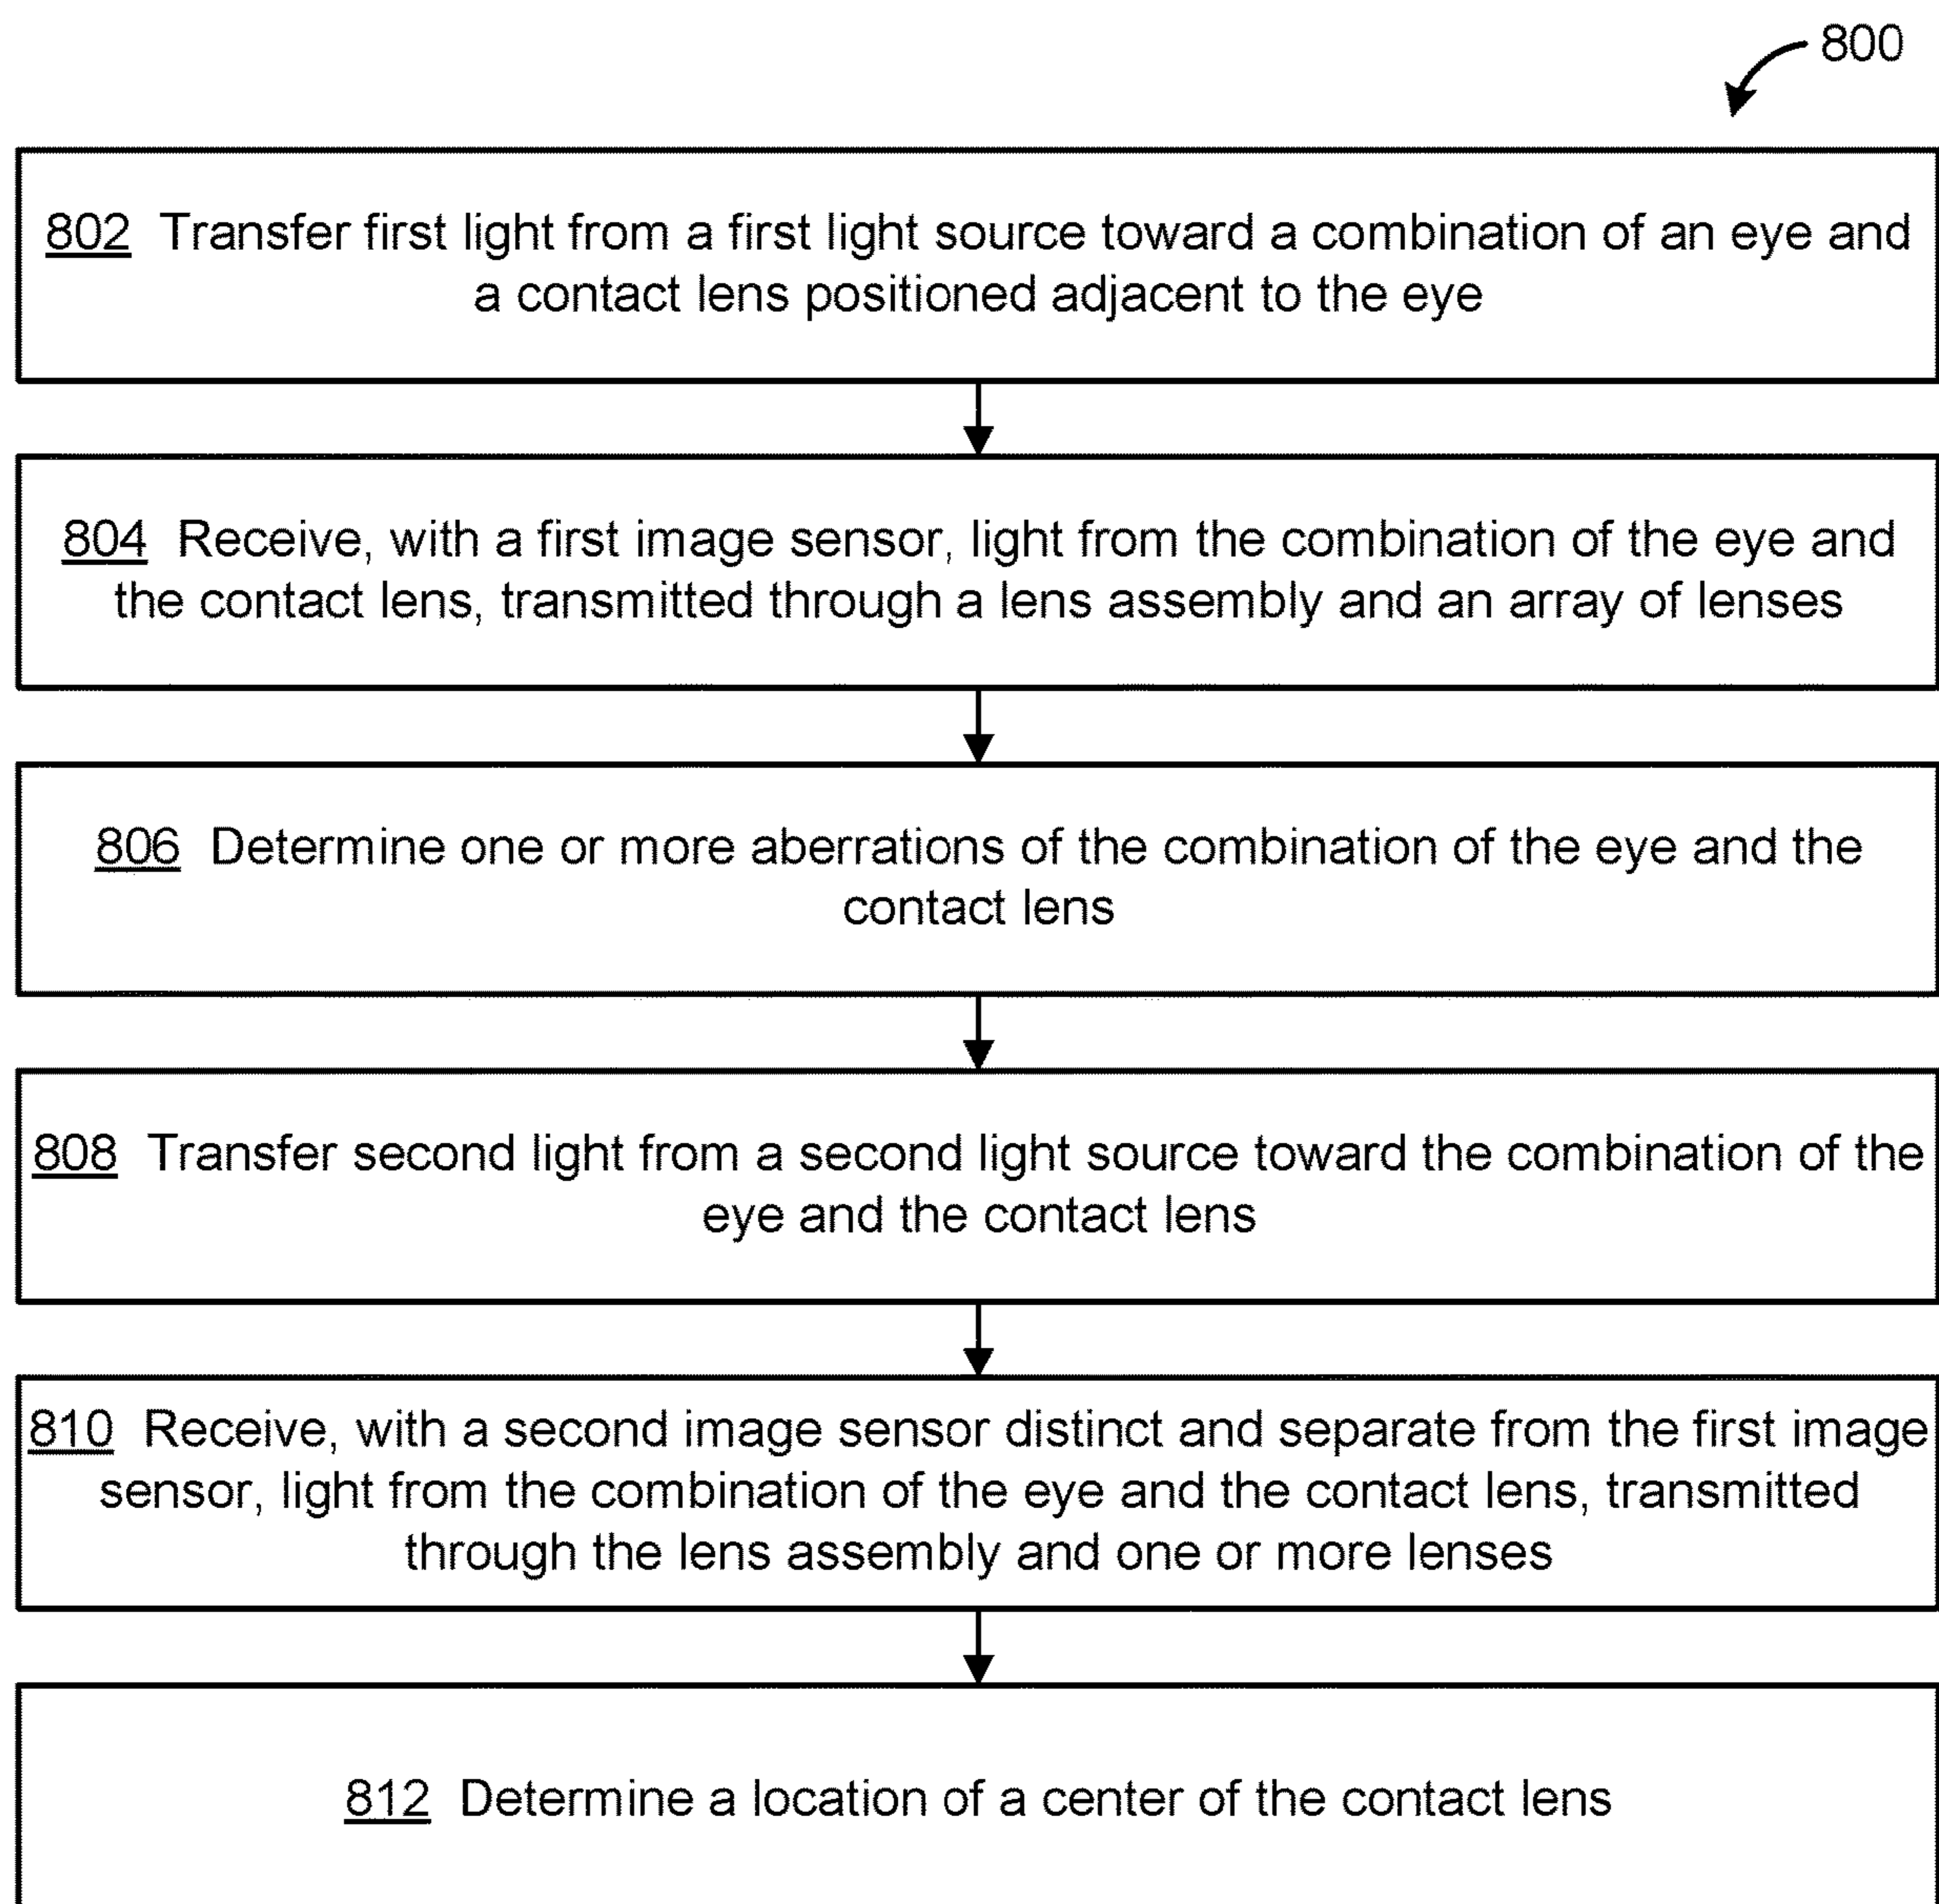 800
802 Transfer first light from a first light source toward a combination of an eye and
a contact lens positioned adjacent to the eye
804 Receive, with a first image sensor, light from the combination of the eye and
the contact lens, transmitted through a lens assembly and an array of lenses
806 Determine one or more aberrations of the combination of the eye and the
contact lens
808 Transfer second light from a second light source toward the combination of the
eye and the contact lens
810 Receive, with a second image sensor distinct and separate from the first image
sensor, light from the combination of the eye and the contact lens, transmitted
through the lens assembly and one or more lenses
812 Determine a location of a center of the contact lens